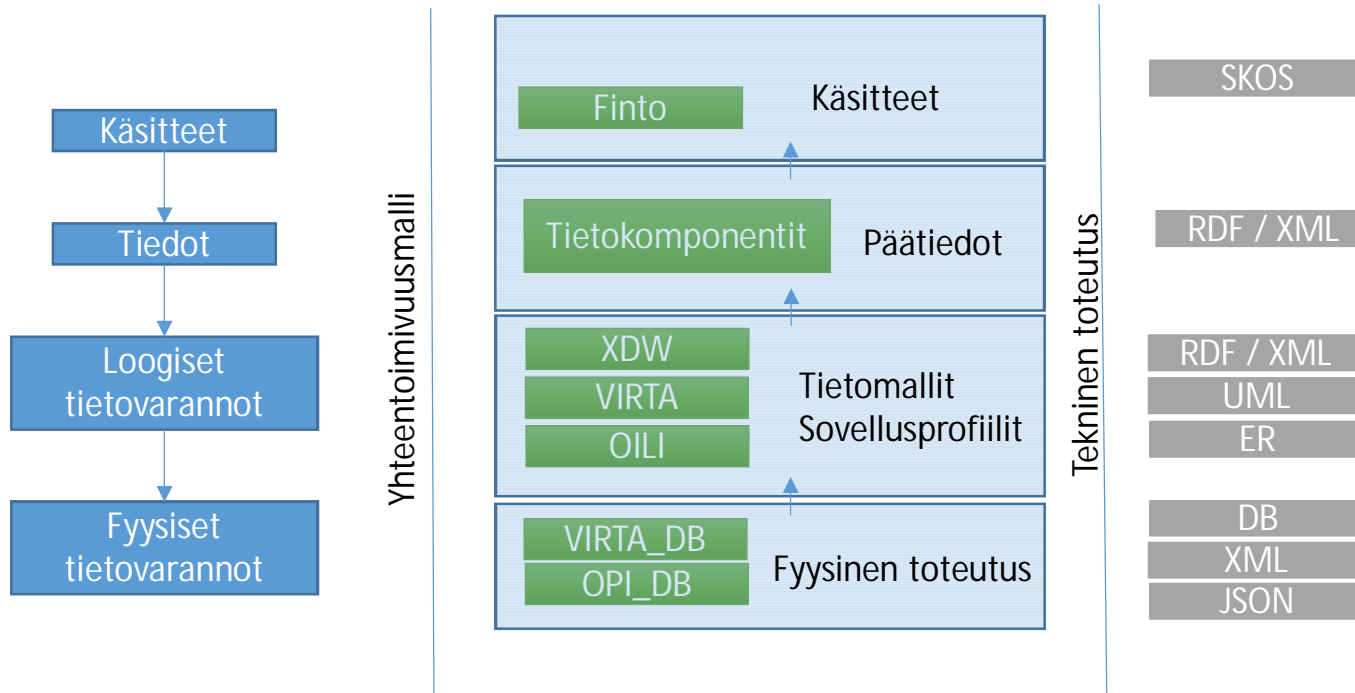 Käsitteet
Tiedot
Loogiset
tietovarannot
Fyysiset
tietovarannot
Yhteentoimivuusmalli
Finto
Käsitteet
Tietokomponentit
Päätiedot
XDW
VIRTA
OILI
Tietomallit
Sovellusprofiilit
VIRTA_DB
OPI_DB
Fyysinen toteutus
Tekninen toteutus
SKOS
RDF / XML
RDF / XML
UML
ER
DB
XML
JSON